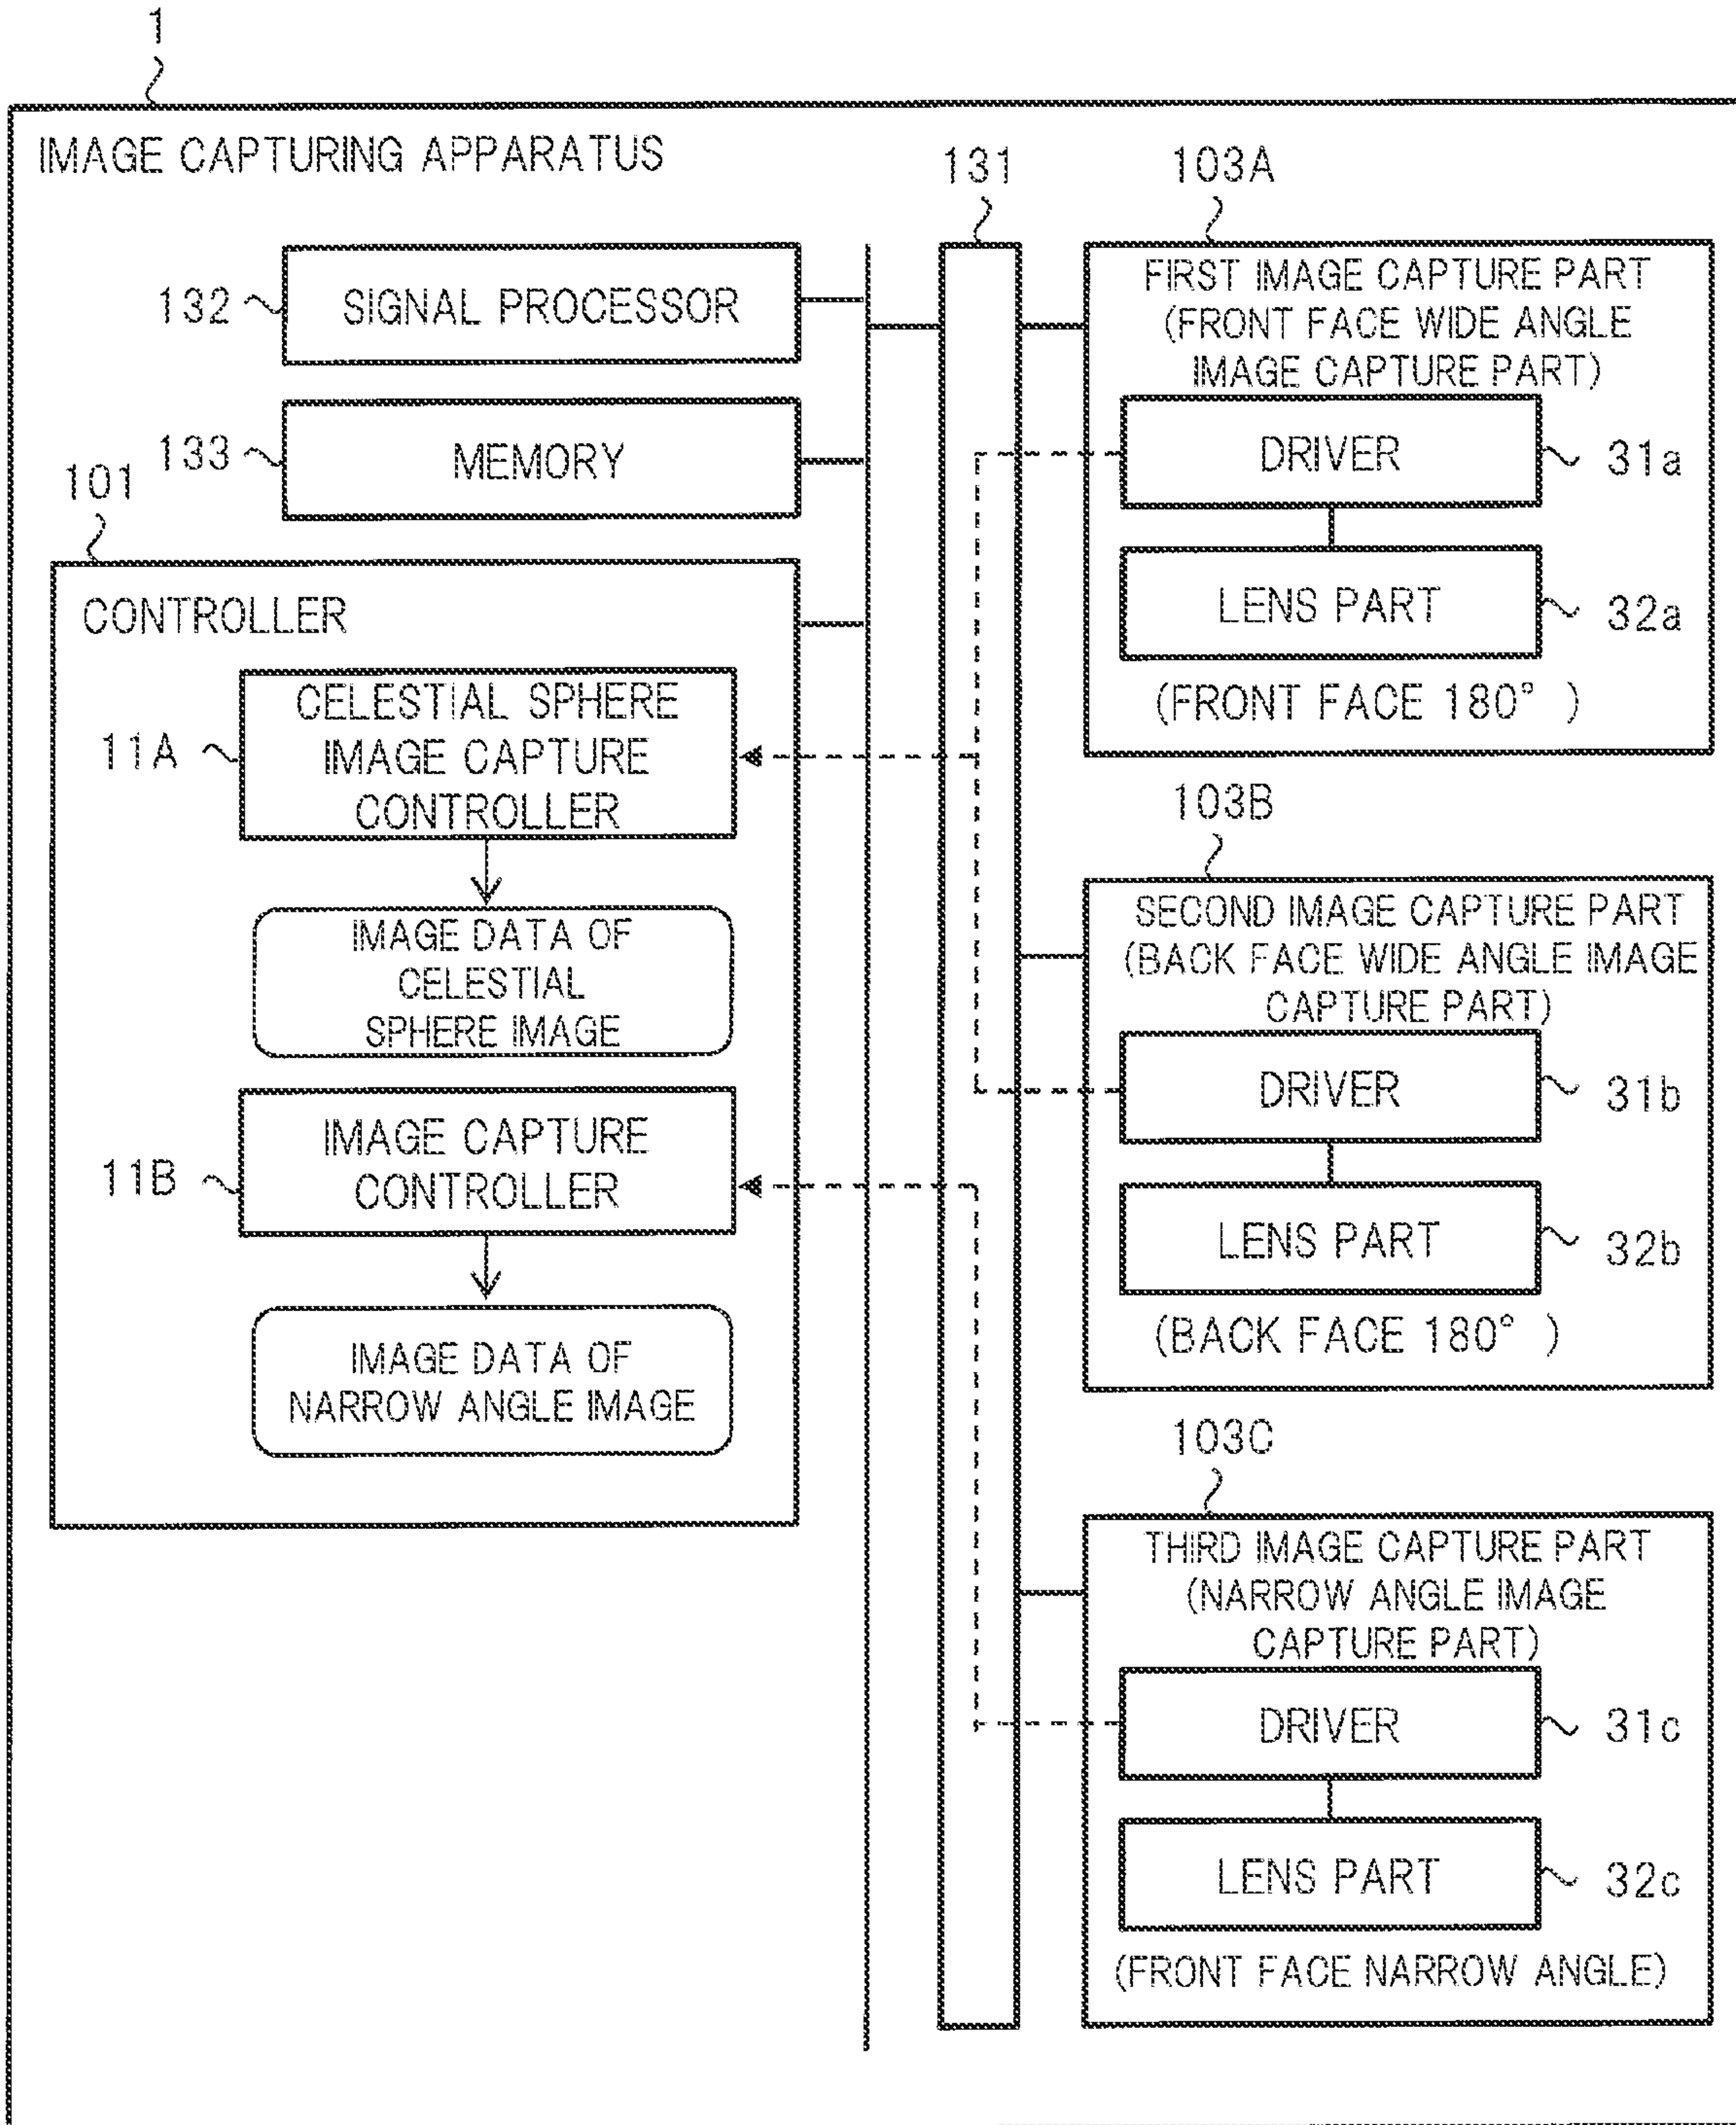 1
IMAGE CAPTURING APPARATUS
131
103A
132
SIGNAL PROCESSOR
133
MEMORY
101
CONTROLLER
11A
CELESTIAL SPHERE
IMAGE CAPTURE
CONTROLLER
IMAGE DATA OF
CELESTIAL
SPHERE IMAGE
11B
IMAGE CAPTURE
CONTROLLER
IMAGE DATA OF
NARROW ANGLE IMAGE
FIRST IMAGE CAPTURE PART
(FRONT FACE WIDE ANGLE
IMAGE CAPTURE PART)
DRIVER
31a
LENS PART
32a
(FRONT FACE 180° )
103B
SECOND IMAGE CAPTURE PART
(BACK FACE WIDE ANGLE IMAGE
CAPTURE PART)
DRIVER
31b
LENS PART
32b
(BACK FACE 180° )
103C
THIRD IMAGE CAPTURE PART
(NARROW ANGLE IMAGE
CAPTURE PART)
DRIVER
31c
LENS PART
32c
(FRONT FACE NARROW ANGLE)